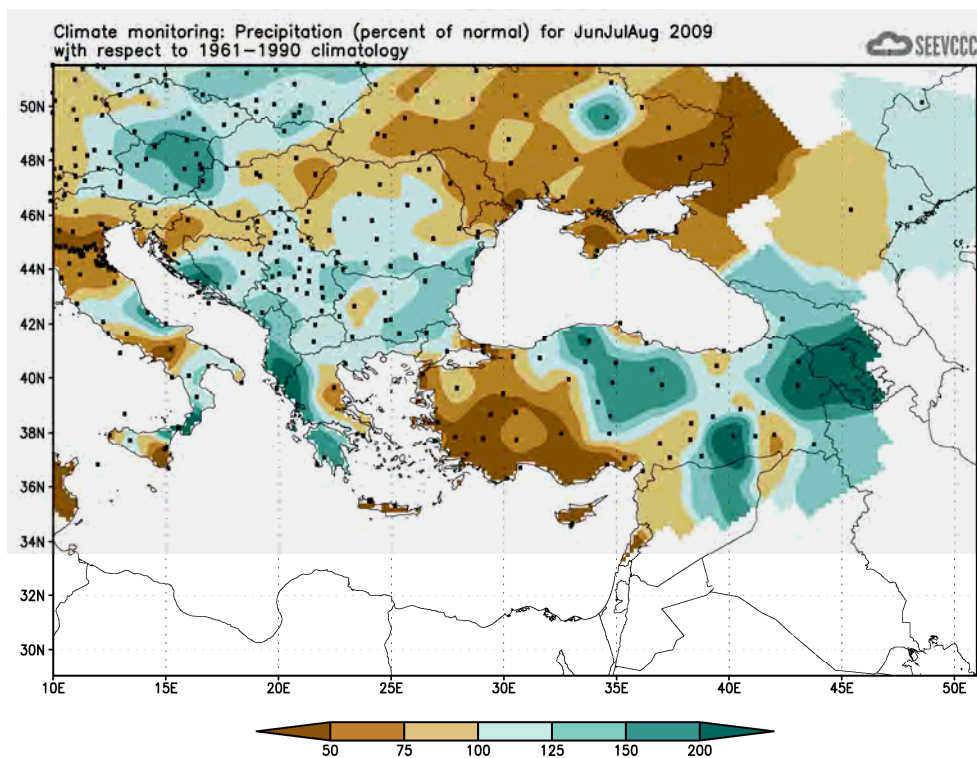 Climate monitoring: Precipitation (percent of normal) for JunJulAug 2009
with respect to 1961−1990 climatology
SEEVCCC
50N
48N
46N
44N
42N
40N
38N
36N
34N
32N
30N
10E 15E 20E 25E 30E 35E 40E 45E 50E
50 75 100 125 150 200